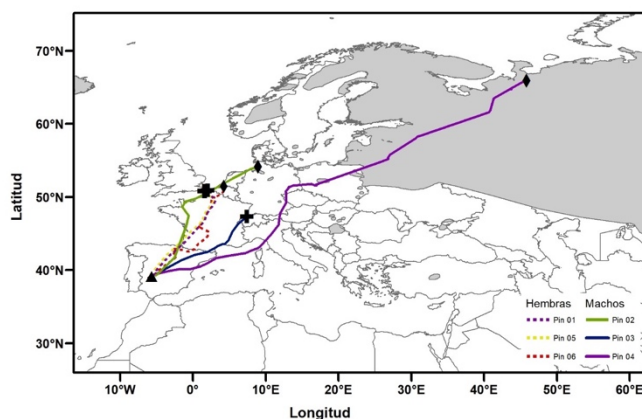 70°N
60°N
50°N
40°N
30°N
Latitud
10°W 0° 10°E 20°E 30°E 40°E 50°E 60°E
Longitud
Hembras Machos
Pin 01 Pin 02
Pin 05 Pin 03
Pin 06 Pin 04